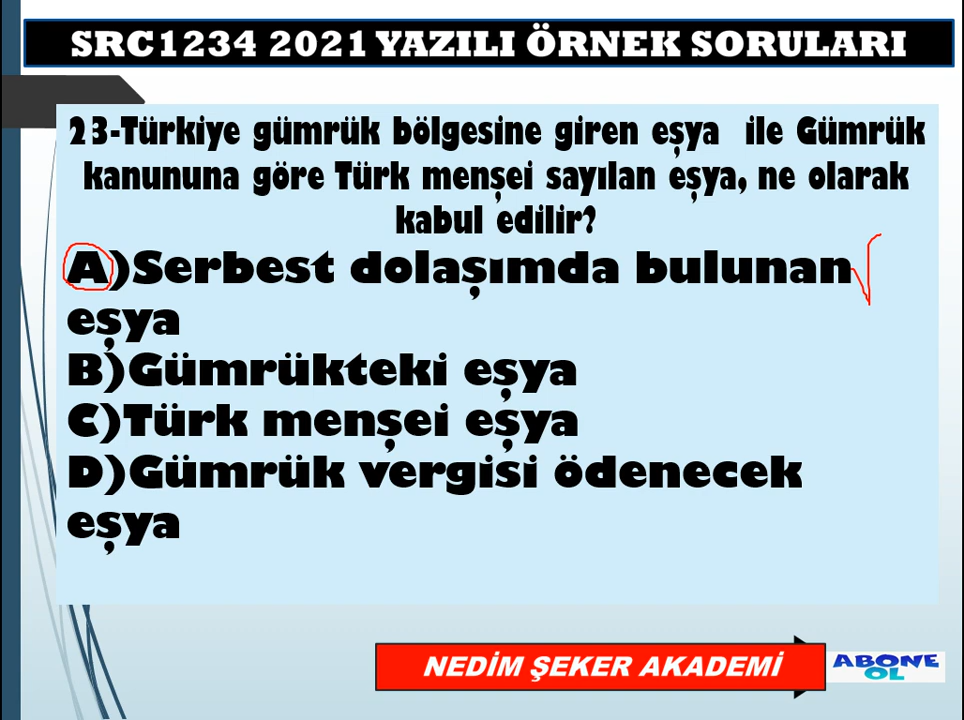 SRC1234 2021 YAZILI ÖRNEK SORULARI
23-Türkiye gümrük bölgesine giren eşya ile Gümrük
kanununa göre Türk menşei sayılan eşya, ne olarak
kabul edilir?
A)Serbest dolaşımda bulunan
eşya
B)Gümrükteki eşya
C)Türk menşei eşya
D)Gümrük vergisi ödenecek
eşya
NEDİM ŞEKER AKADEMİ
ABONE
OL